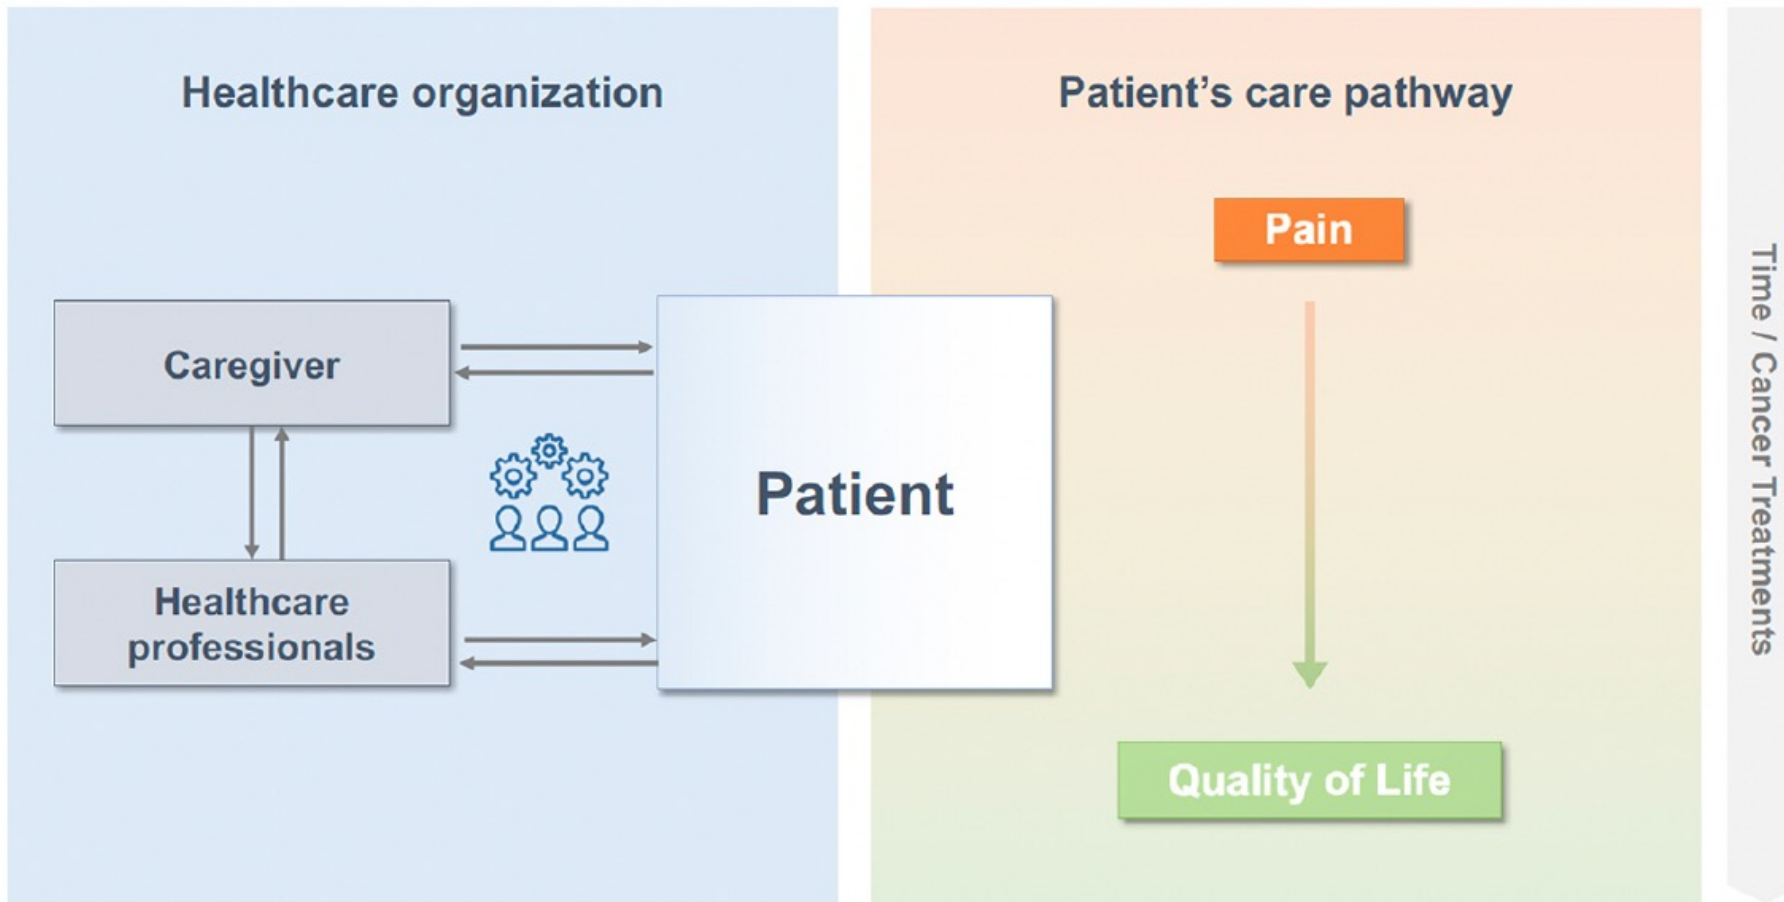 Healthcare organization
Patient’s care pathway
Pain
Caregiver
Patient
Healthcare
professionals
Quality of Life
Time / Cancer Treatments